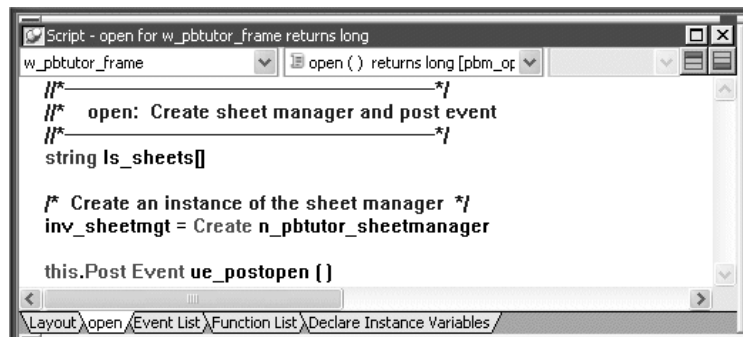 Script - open for w_pbtutor_frame returns long
w_pbtutor_frame
open ( ) returns long [pbm_op
//*————————————————*/
//* open: Create sheet manager and post event
//*————————————————*/
string ls_sheets[]
/* Create an instance of the sheet manager */
inv_sheetmgt = Create n_pbtutor_sheetmanager
this.Post Event ue_postopen ( )
Layout open Event List Function List Declare Instance Variables